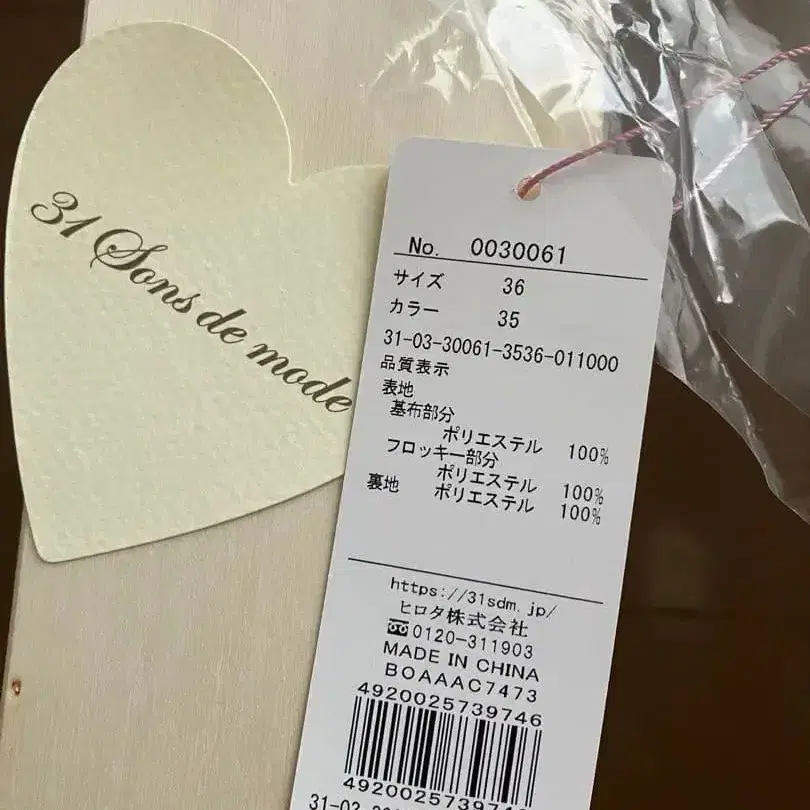 31 Sons de mode
No. 0030061
サイズ 36
カラー 35
31-03-30061-3536-011000
品質表示
表地
基布部分
ポリエステル 100%
フロッキー部分
ポリエステル 100%
裏地 ポリエステル 100%
https://31sdm.jp/
ヒロタ株式会社
0120-311903
MADE IN CHINA
BOAAAC7473
4920025739746
4920025739746